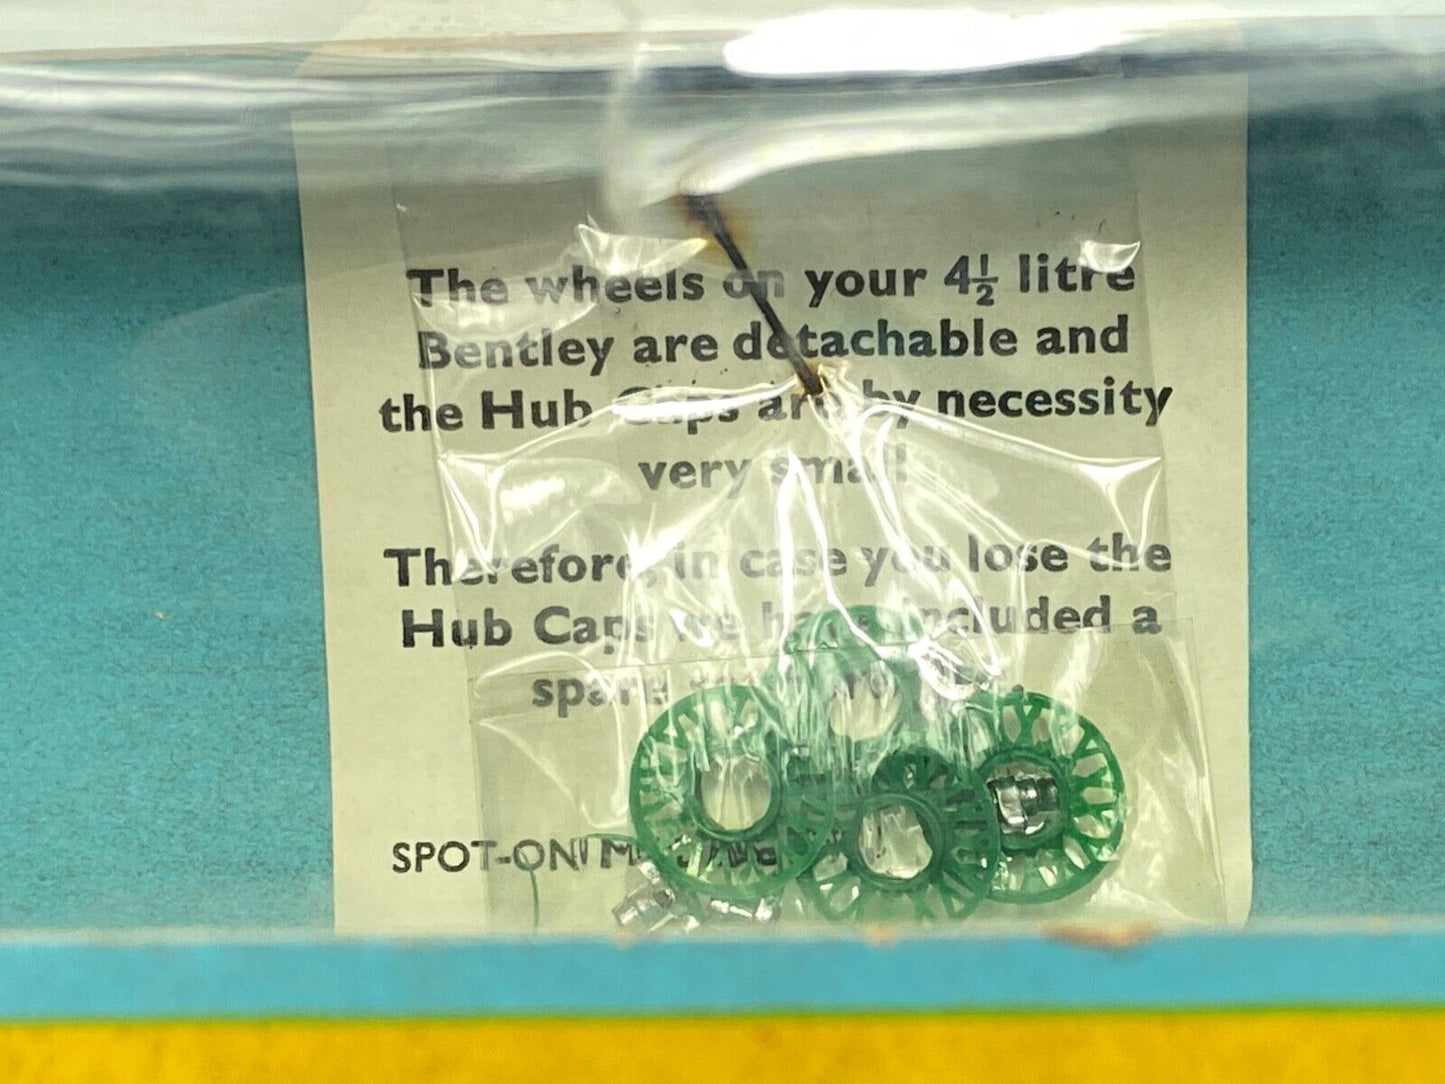 The wheels on your 4½ litre
Bentley are detachable and
the Hub Caps are by necessity
very small
Therefore, in case you lose the
Hub Caps we have included a
spare
SPOT-ON